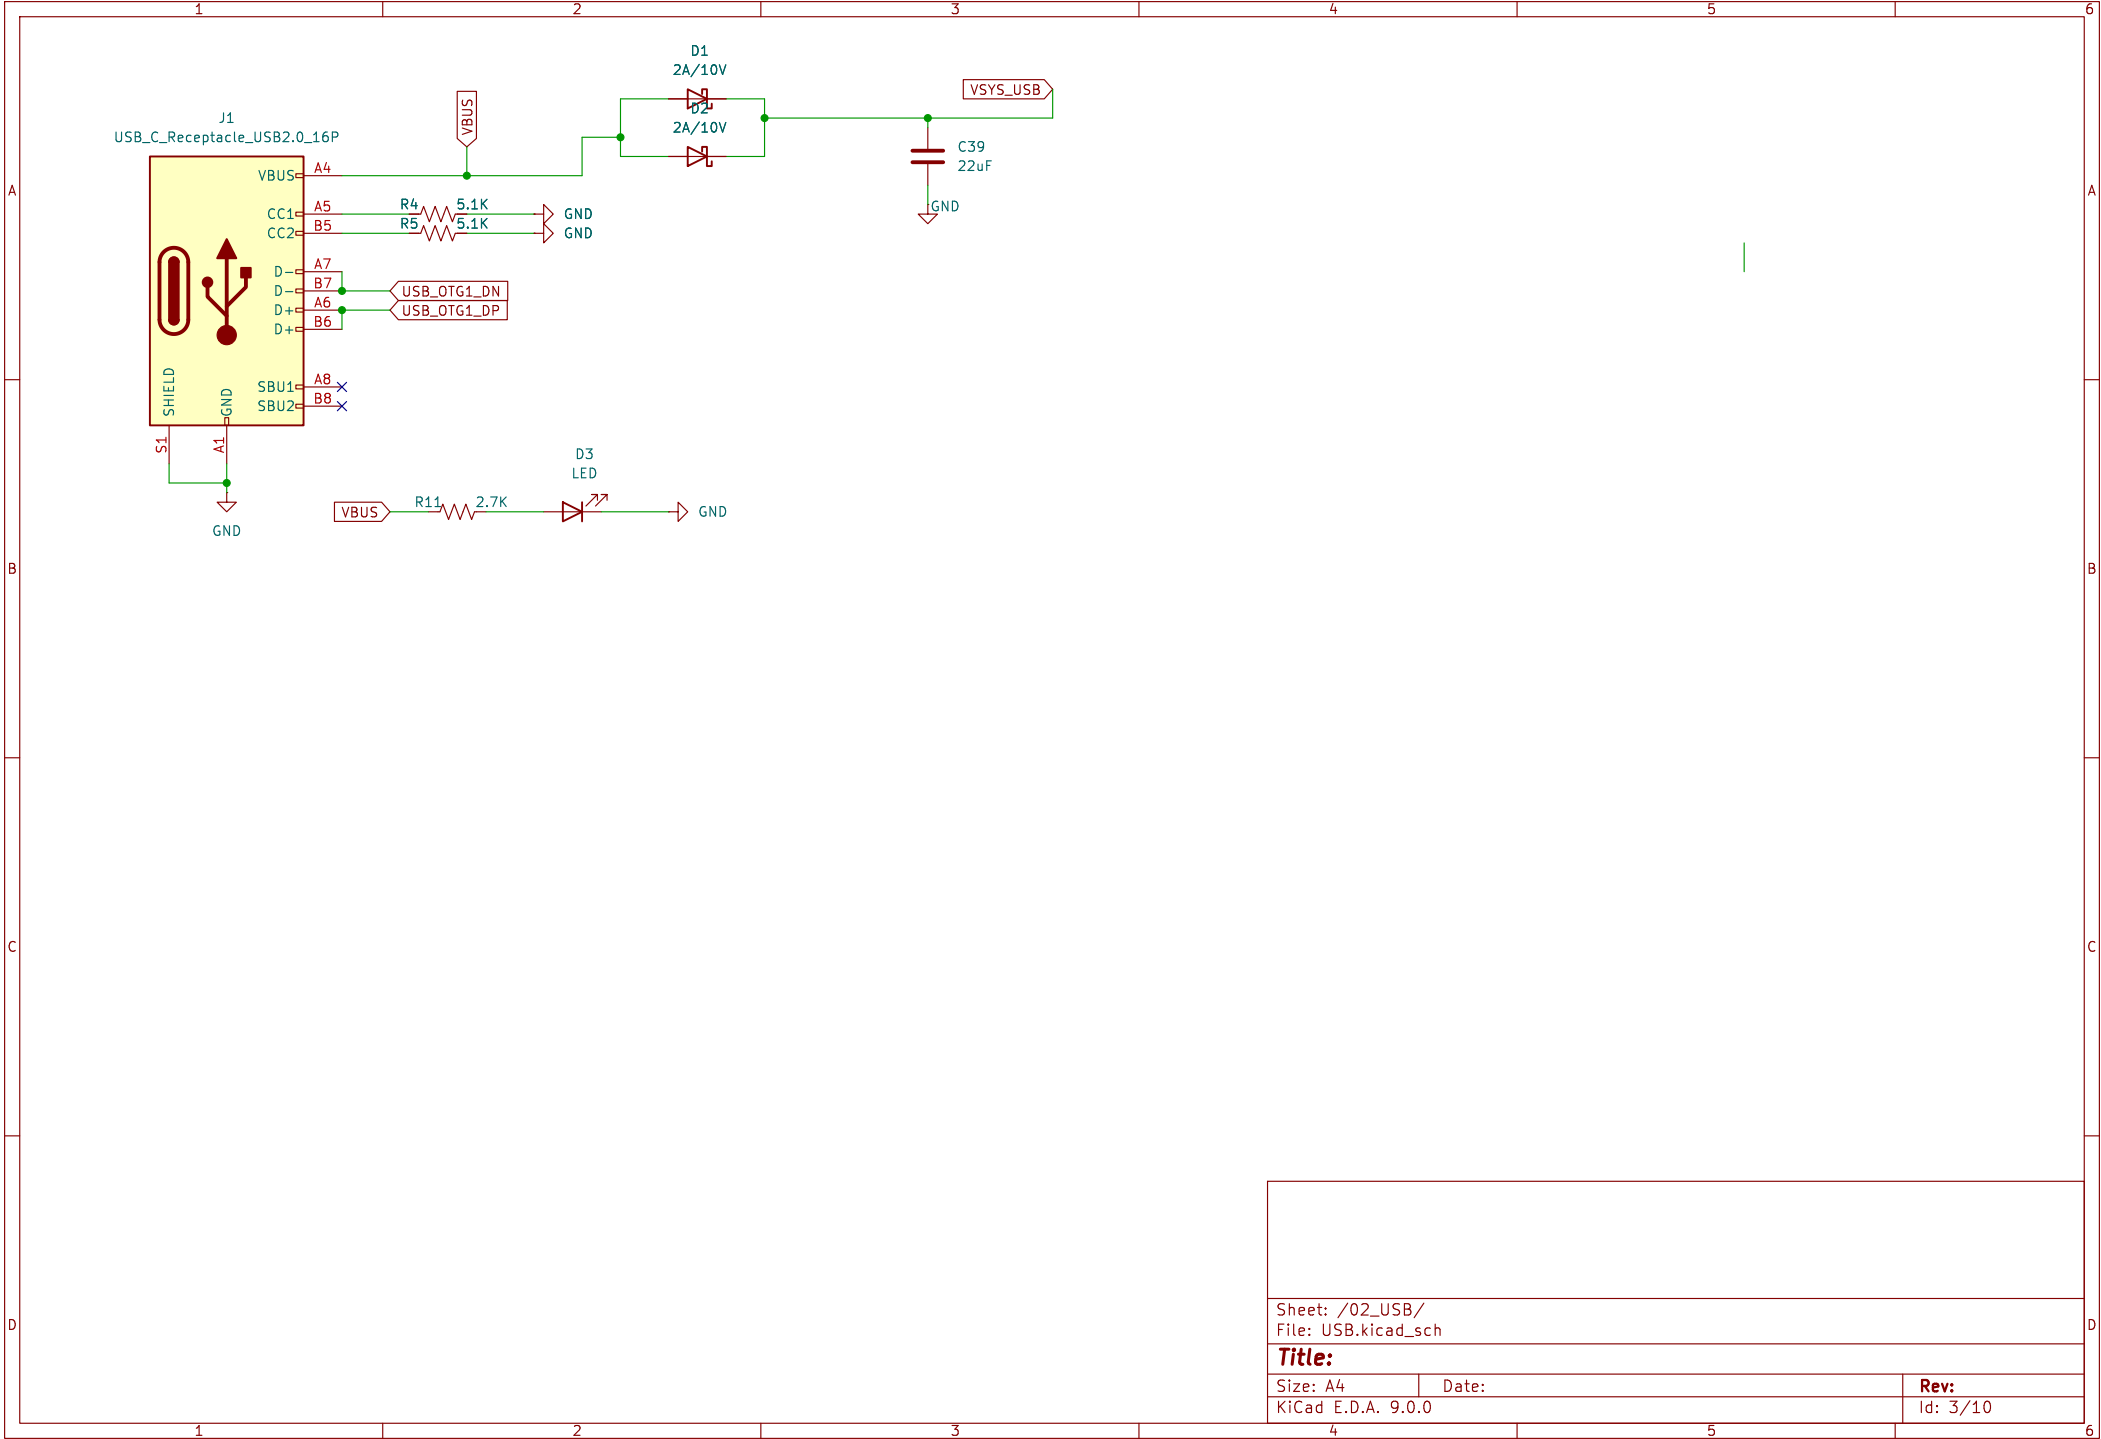 1 2 3 4 5 6
D1
2A/10V
D2
2A/10V
VSYS_USB
VBUS
J1
USB_C_Receptacle_USB2.0_16P
C39
22uF
GND
VBUS A4
CC1 A5 R4 5.1K GND
CC2 B5 R5 5.1K GND
D- A7
D- B7 USB_OTG1_DN
D+ A6 USB_OTG1_DP
D+ B6
SBU1 A8
SBU2 B8
SHIELD GND
S1 A1
GND
D3
LED
VBUS R11 2.7K GND
A A
B B
C C
D D
Sheet: /02_USB/
File: USB.kicad_sch
Title:
Size: A4 Date: Rev:
KiCad E.D.A. 9.0.0 Id: 3/10
1 2 3 4 5 6